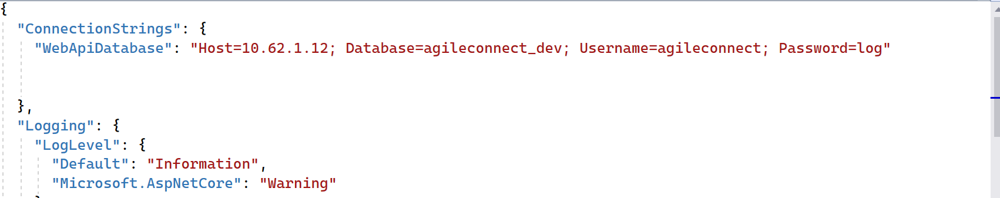 {
"ConnectionStrings": {
"WebApiDatabase": "Host=10.62.1.12; Database=agileconnect_dev; Username=agileconnect; Password=log"
},
"Logging": {
"LogLevel": {
"Default": "Information",
"Microsoft.AspNetCore": "Warning"
}